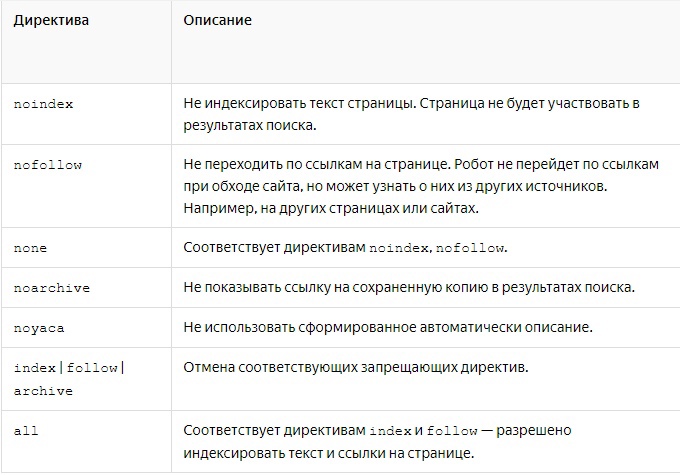 Директива Описание
noindex Не индексировать текст страницы. Страница не будет участвовать в
результатах поиска.
nofollow Не переходить по ссылкам на странице. Робот не перейдет по ссылкам
при обходе сайта, но может узнать о них из других источников.
Например, на других страницах или сайтах.
none Соответствует директивам noindex, nofollow.
noarchive Не показывать ссылку на сохраненную копию в результатах поиска.
noyaca Не использовать сформированное автоматически описание.
index|follow| Отмена соответствующих запрещающих директив.
archive
all Соответствует директивам index и follow — разрешено
индексировать текст и ссылки на странице.